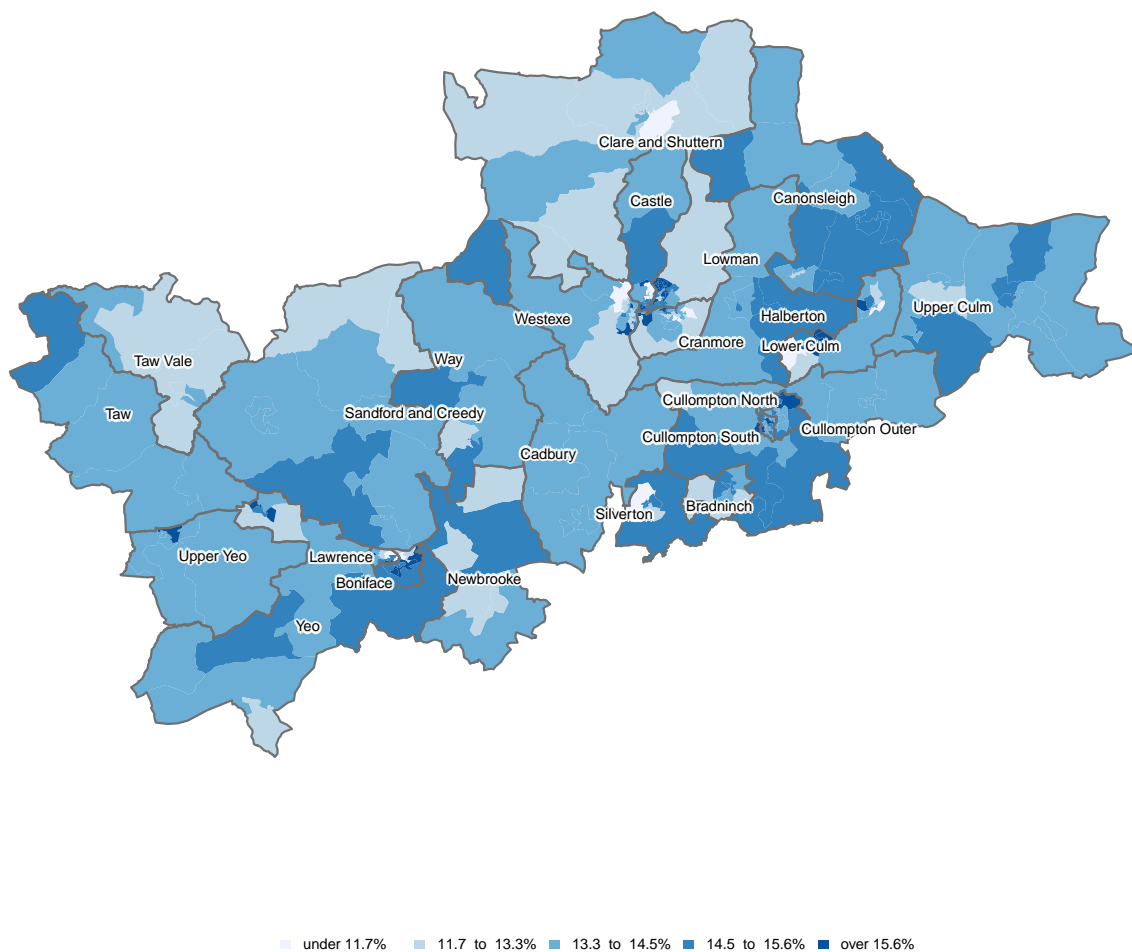 Clare and Shuttern
Castle
Canonsleigh
Lowman
Upper Culm
Westexe
Halberton
Cranmore
Lower Culm
Taw Vale
Way
Taw
Sandford and Creedy
Cullompton North
Cullompton South
Cullompton Outer
Cadbury
Silverton
Bradninch
Upper Yeo
Lawrence
Boniface
Newbrooke
Yeo
under 11.7% 11.7 to 13.3% 13.3 to 14.5% 14.5 to 15.6% over 15.6%